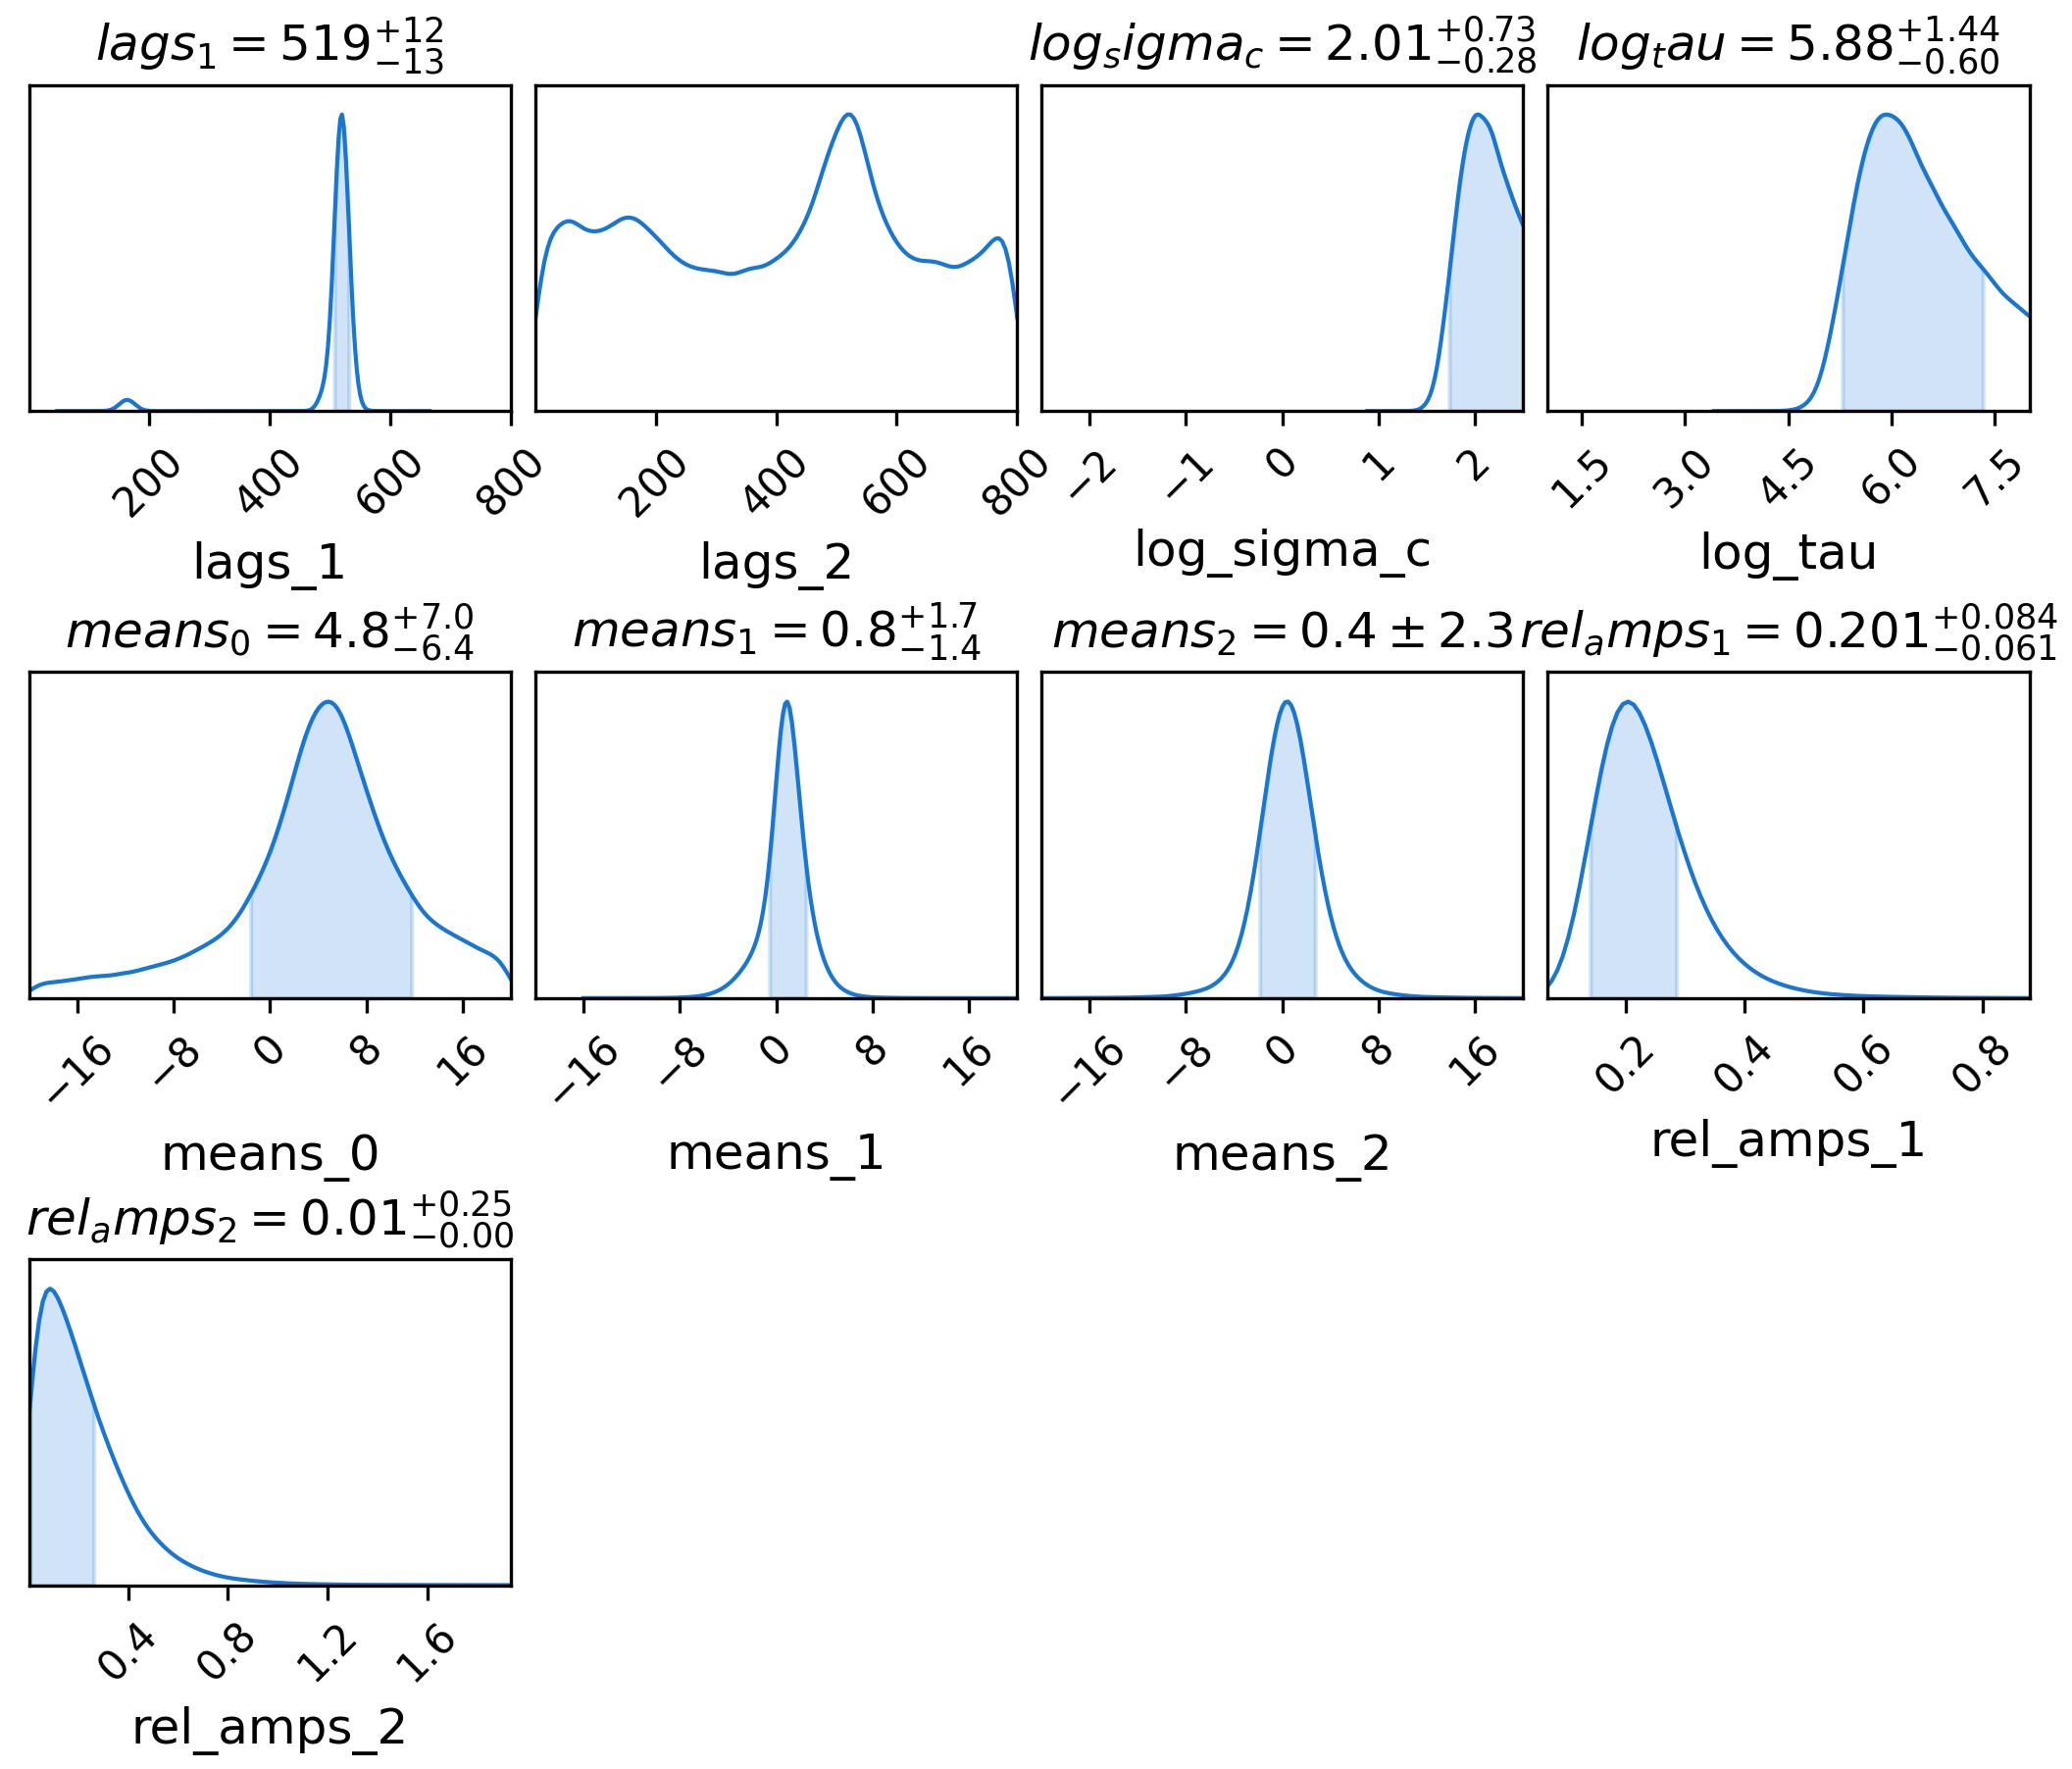 lags₁ = 519⁺¹²₋₁₃
log_sigma_c = 2.01⁺⁰·⁷³₋₀.₂₈
log_tau = 5.88⁺¹·⁴⁴₋₀.₆₀
200 400 600 800
200 400 600 800
−2 −1 0 1 2
1.5 3.0 4.5 6.0 7.5
lags_1
lags_2
log_sigma_c
log_tau
means₀ = 4.8⁺⁷·⁰₋₆.₄
means₁ = 0.8⁺¹·⁷₋₁.₄
means₂ = 0.4 ± 2.3
rel_amps₁ = 0.201⁺⁰·⁰⁸⁴₋₀.₀₆₁
−16 −8 0 8 16
−16 −8 0 8 16
−16 −8 0 8 16
0.2 0.4 0.6 0.8
means_0
means_1
means_2
rel_amps_1
rel_amps₂ = 0.01⁺⁰·²⁵₋₀.₀₀
0.4 0.8 1.2 1.6
rel_amps_2